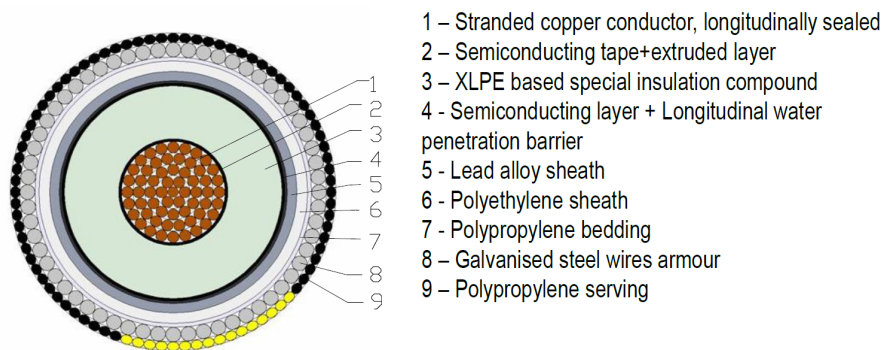 1
2
3
4
5
6
7
8
9
1 – Stranded copper conductor, longitudinally sealed
2 – Semiconducting tape+extruded layer
3 – XLPE based special insulation compound
4 - Semiconducting layer + Longitudinal water
penetration barrier
5 - Lead alloy sheath
6 - Polyethylene sheath
7 - Polypropylene bedding
8 – Galvanised steel wires armour
9 – Polypropylene serving